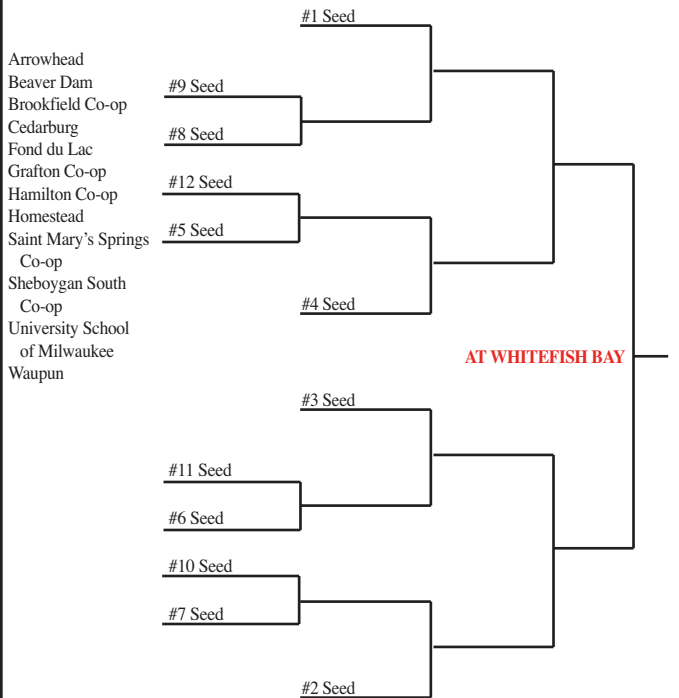 Arrowhead
Beaver Dam
Brookfield Co-op
Cedarburg
Fond du Lac
Grafton Co-op
Hamilton Co-op
Homestead
Saint Mary’s Springs
Co-op
Sheboygan South
Co-op
University School
of Milwaukee
Waupun
#1 Seed
#9 Seed
#8 Seed
#12 Seed
#5 Seed
#4 Seed
AT WHITEFISH BAY
#3 Seed
#11 Seed
#6 Seed
#10 Seed
#7 Seed
#2 Seed